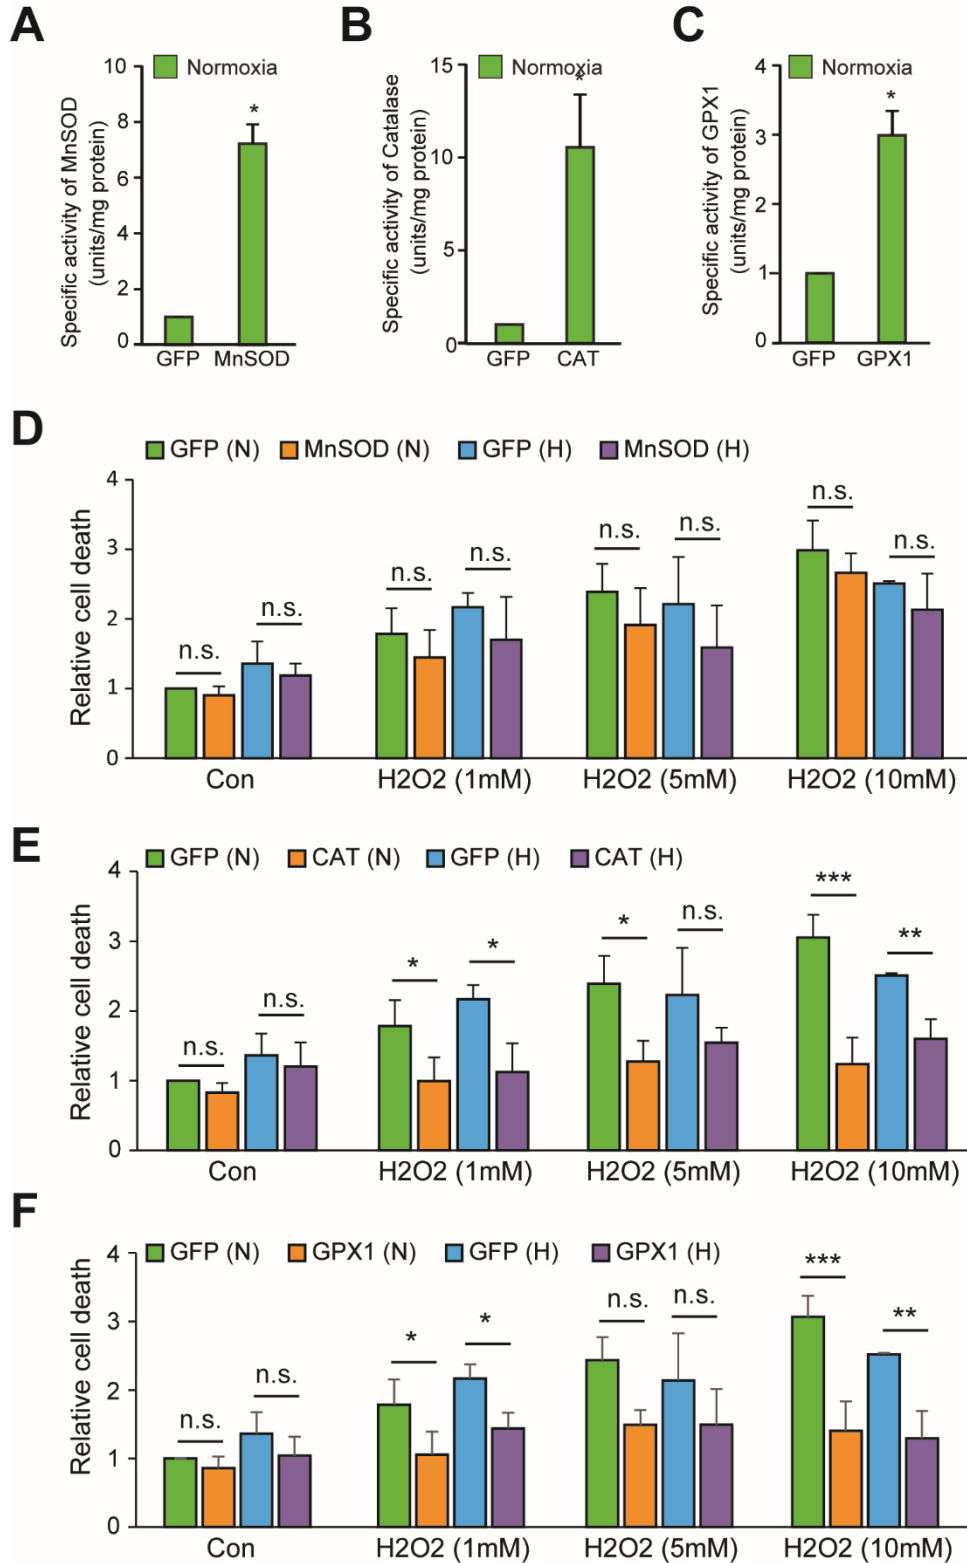 A
Normoxia
Specific activity of MnSOD
(units/mg protein)
10
8
6
4
2
0
*
GFP MnSOD
B
Normoxia
Specific activity of Catalase
(units/mg protein)
15
10
5
0
*
GFP CAT
C
Normoxia
Specific activity of GPX1
(units/mg protein)
4
3
2
1
0
*
GFP GPX1
D
GFP (N) MnSOD (N) GFP (H) MnSOD (H)
Relative cell death
4
3
2
1
0
n.s. n.s. n.s. n.s. n.s. n.s. n.s. n.s.
Con H2O2 (1mM) H2O2 (5mM) H2O2 (10mM)
E
GFP (N) CAT (N) GFP (H) CAT (H)
Relative cell death
4
3
2
1
0
n.s. n.s. * * * n.s. *** **
Con H2O2 (1mM) H2O2 (5mM) H2O2 (10mM)
F
GFP (N) GPX1 (N) GFP (H) GPX1 (H)
Relative cell death
4
3
2
1
0
n.s. n.s. * * n.s. n.s. *** **
Con H2O2 (1mM) H2O2 (5mM) H2O2 (10mM)